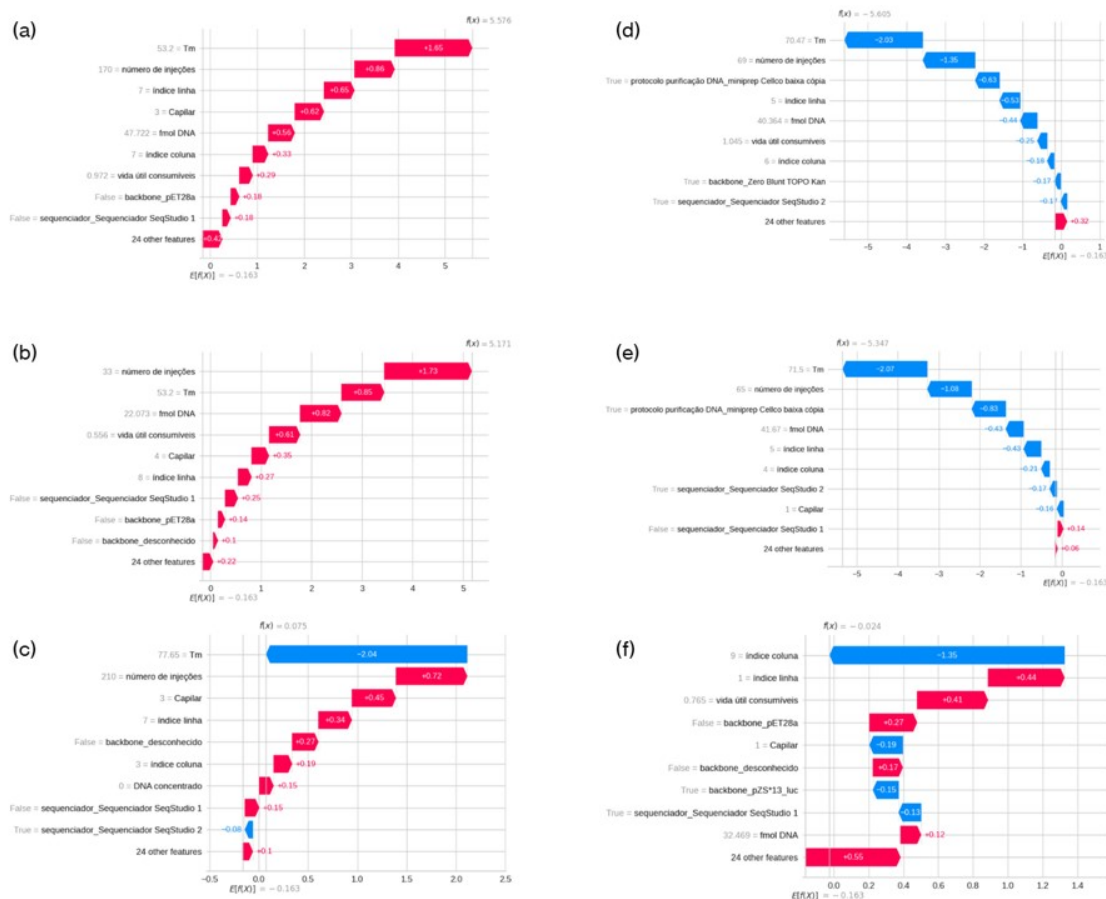 (a)
f(x) = 5.576
53.2 = Tm
+1.65
170 = número de injeções
+0.86
7 = índice linha
+0.65
3 = Capilar
+0.62
47.722 = fmol DNA
+0.56
7 = índice coluna
+0.33
0.972 = vida útil consumíveis
+0.29
False = backbone_pET28a
+0.18
False = sequenciador_Sequenciador SeqStudio 1
+0.18
24 other features
0 1 2 3 4 5
E[f(X)] = −0.163
(d)
f(x) = −5.605
70.47 = Tm
−2.03
69 = número de injeções
−1.35
True = protocolo purificação DNA_miniprep Cellco baixa cópia
−0.63
5 = índice linha
−0.53
40.364 = fmol DNA
−0.44
1.045 = vida útil consumíveis
−0.25
6 = índice coluna
−0.18
True = backbone_Zero Blunt TOPO Kan
−0.17
True = sequenciador_Sequenciador SeqStudio 2
24 other features
+0.32
−5 −4 −3 −2 −1 0 1
E[f(X)] = −0.163
(b)
f(x) = 5.171
33 = número de injeções
+1.73
53.2 = Tm
+0.85
22.073 = fmol DNA
+0.82
0.556 = vida útil consumíveis
+0.61
4 = Capilar
+0.35
8 = índice linha
+0.27
False = sequenciador_Sequenciador SeqStudio 1
+0.25
False = backbone_pET28a
+0.14
False = backbone_desconhecido
+0.1
24 other features
+0.22
0 1 2 3 4 5
E[f(X)] = −0.163
(e)
f(x) = −5.347
71.5 = Tm
−2.07
65 = número de injeções
−1.08
True = protocolo purificação DNA_miniprep Cellco baixa cópia
−0.83
41.67 = fmol DNA
−0.43
5 = índice linha
−0.43
4 = índice coluna
−0.21
True = sequenciador_Sequenciador SeqStudio 2
−0.17
1 = Capilar
−0.16
False = sequenciador_Sequenciador SeqStudio 1
+0.14
24 other features
+0.06
−5 −4 −3 −2 −1 0
E[f(X)] = −0.163
(c)
f(x) = 0.075
77.65 = Tm
−2.04
210 = número de injeções
+0.72
3 = Capilar
+0.45
7 = índice linha
+0.34
False = backbone_desconhecido
+0.27
3 = índice coluna
+0.19
0 = DNA concentrado
+0.15
False = sequenciador_Sequenciador SeqStudio 1
+0.15
True = sequenciador_Sequenciador SeqStudio 2
−0.08
24 other features
+0.1
−0.5 0.0 0.5 1.0 1.5 2.0 2.5
E[f(X)] = −0.163
(f)
f(x) = −0.024
9 = índice coluna
−1.35
1 = índice linha
+0.44
0.765 = vida útil consumíveis
+0.41
False = backbone_pET28a
+0.27
1 = Capilar
−0.19
False = backbone_desconhecido
+0.17
True = backbone_pZS*13_luc
−0.15
True = sequenciador_Sequenciador SeqStudio 1
−0.13
32.469 = fmol DNA
+0.12
24 other features
+0.55
0.0 0.2 0.4 0.6 0.8 1.0 1.2 1.4
E[f(X)] = −0.163